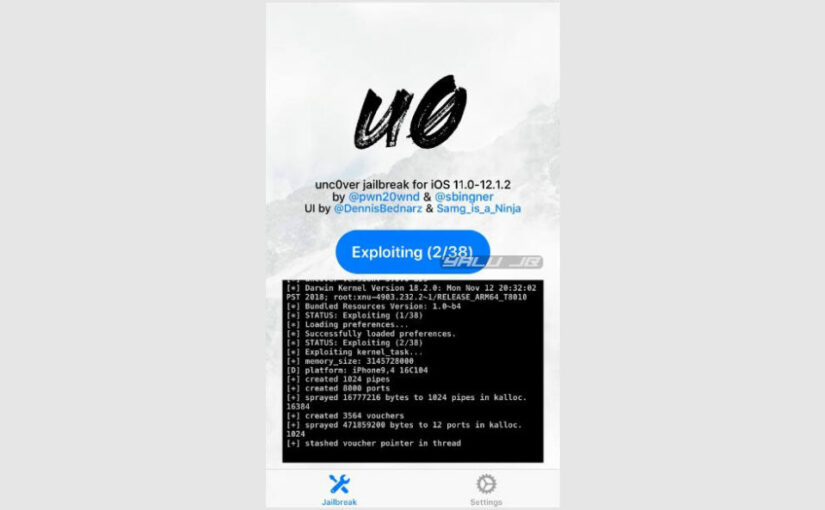 u0
unc0ver jailbreak for iOS 11.0-12.1.2
by @pwn20wnd & @sbingner
UI by @DennisBednarz & Samg_is_a_Ninja
Exploiting (2/38)
YALU JB
[*] Darwin Kernel Version 18.2.0: Mon Nov 12 20:32:02
PST 2018; root:xnu-4903.232.2~1/RELEASE_ARM64_T8010
[*] Bundled Resources Version: 1.0~b4
[*] STATUS: Exploiting (1/38)
[*] Loading preferences...
[*] Successfully loaded preferences.
[*] STATUS: Exploiting (2/38)
[*] Exploiting kernel_task...
[+] memory_size: 3145728000
[D] platform: iPhone9,4 16C104
[+] created 1024 pipes
[+] created 8000 ports
[+] sprayed 16777216 bytes to 1024 pipes in kalloc.
16384
[+] created 3564 vouchers
[+] sprayed 471859200 bytes to 12 ports in kalloc.
1024
[+] stashed voucher pointer in thread
Jailbreak
Settings